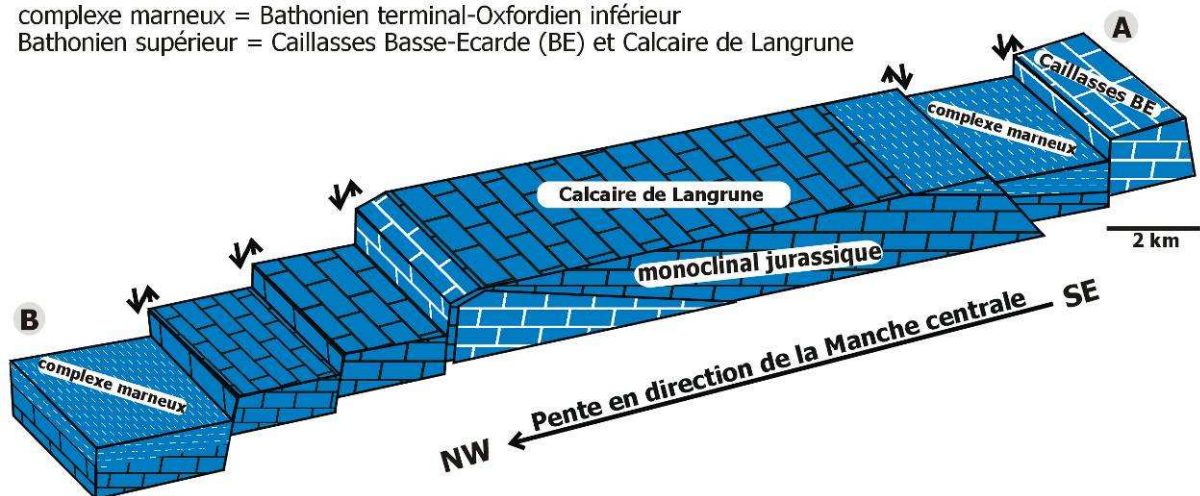 complexe marneux = Bathonien terminal-Oxfordien inférieur
Bathonien supérieur = Caillasses Basse-Ecarde (BE) et Calcaire de Langrune
A
Caillasses BE
complexe marneux
Calcaire de Langrune
monoclinal jurassique
2 km
B
complexe marneux
SE
Pente en direction de la Manche centrale
NW